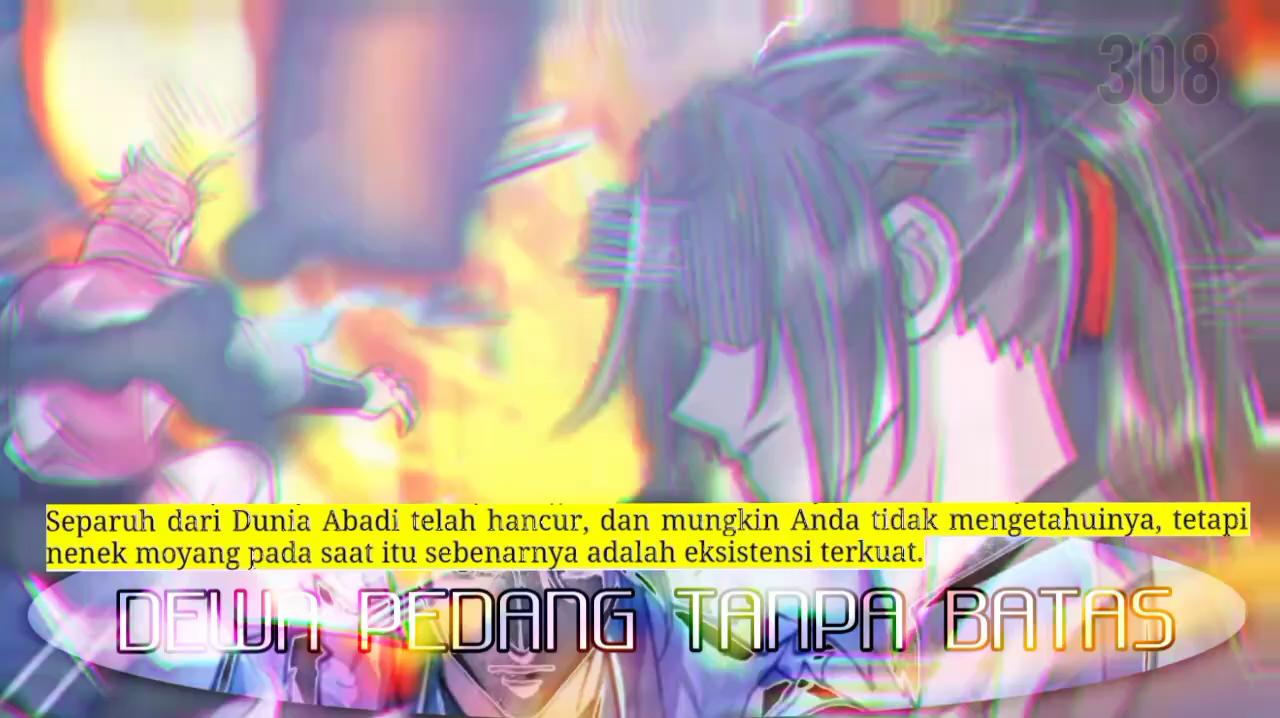 308
Separuh dari Dunia Abadi telah hancur, dan mungkin Anda tidak mengetahuinya, tetapi
nenek moyang pada saat itu sebenarnya adalah eksistensi terkuat.
DEWA PEDANG TANPA BATAS